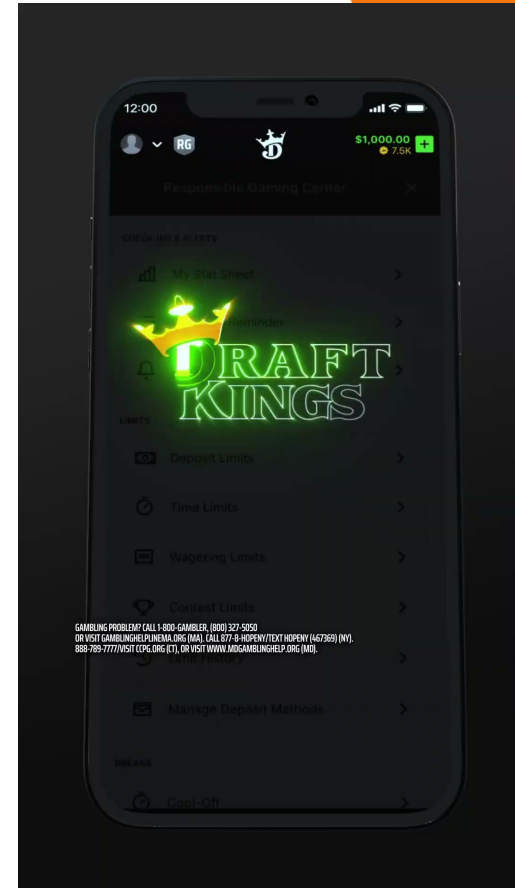 12:00
RG
$1,000.00
7.5K
Responsible Gaming Center
My Stat Sheet
Reminder
DRAFT
KINGS
LIMITS
Deposit Limits
Time Limits
Wagering Limits
Contest Limits
GAMBLING PROBLEM? CALL 1-800-GAMBLER, (800) 327-5050
OR VISIT GAMBLINGHELPLINEMA.ORG (MA). CALL 877-8-HOPENY/TEXT HOPENY (467369) (NY).
888-789-7777/VISIT CCPG.ORG (CT), OR VISIT WWW.MDGAMBLINGHELP.ORG (MD).
Limit History
Manage Deposit Methods
BREAKS
Cool-Off